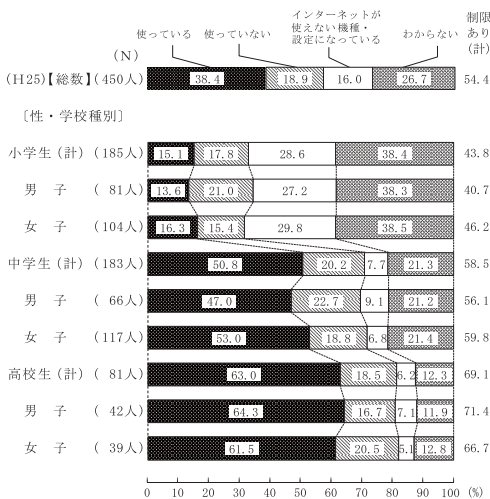 制限
あり
(計)
インターネットが
使えない機種・
設定になっている
使っている 使っていない わからない
(N)
(H25)【総数】(450人) 38.4 18.9 16.0 26.7 54.4
〔性・学校種別〕
小学生(計) (185人) 15.1 17.8 28.6 38.4 43.8
男子 (81人) 13.6 21.0 27.2 38.3 40.7
女子 (104人) 16.3 15.4 29.8 38.5 46.2
中学生(計) (183人) 50.8 20.2 7.7 21.3 58.5
男子 (66人) 47.0 22.7 9.1 21.2 56.1
女子 (117人) 53.0 18.8 6.8 21.4 59.8
高校生(計) (81人) 63.0 18.5 6.2 12.3 69.1
男子 (42人) 64.3 16.7 7.1 11.9 71.4
女子 (39人) 61.5 20.5 5.1 12.8 66.7
0 10 20 30 40 50 60 70 80 90 100 (%)